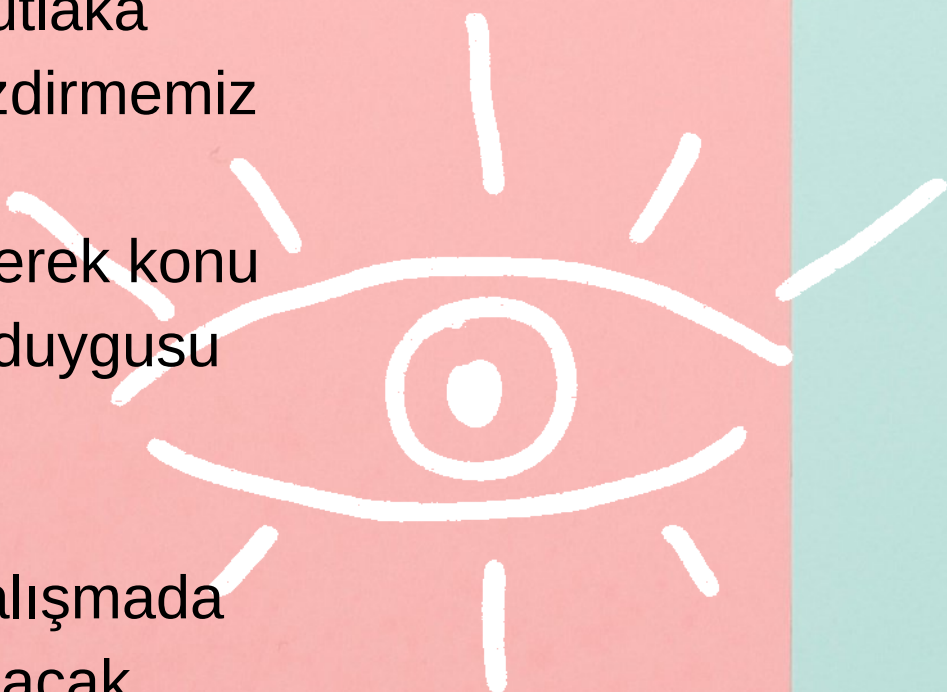 utlaka
zdirmemiz
erek konu
duygusu
alışmada
acak